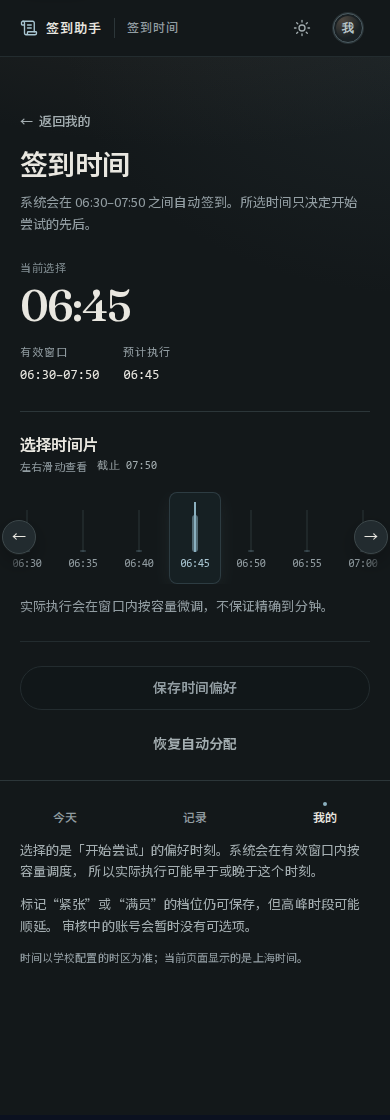 签到助手 签到时间 我
← 返回我的
签到时间
系统会在 06:30–07:50 之间自动签到。所选时间只决定开始
尝试的先后。
当前选择
06:45
有效窗口 预计执行
06:30–07:50 06:45
选择时间片
左右滑动查看 截止 07:50
← →
06:30 06:35 06:40 06:45 06:50 06:55 07:00
实际执行会在窗口内按容量微调，不保证精确到分钟。
保存时间偏好
恢复自动分配
今天 记录 我的
选择的是「开始尝试」的偏好时刻。系统会在有效窗口内按
容量调度， 所以实际执行可能早于或晚于这个时刻。
标记“紧张”或“满员”的档位仍可保存，但高峰时段可能
顺延。 审核中的账号会暂时没有可选项。
时间以学校配置的时区为准；当前页面显示的是上海时间。